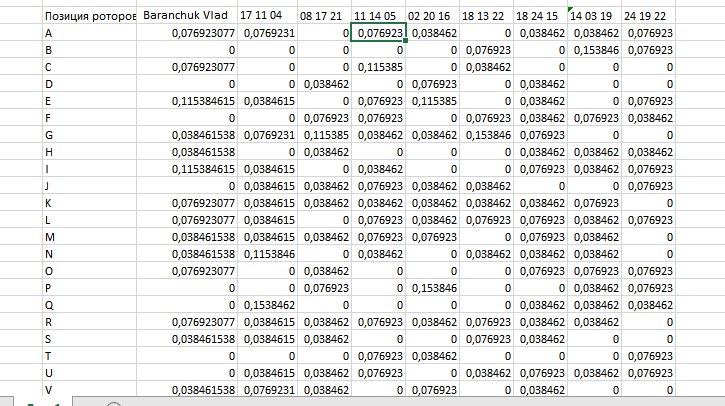 Позиция роторов Baranchuk Vlad 17 11 04 08 17 21 11 14 05 02 20 16 18 13 22 18 24 15 14 03 19 24 19 22
A 0,076923077 0,0769231 0 0,076923 0,038462 0 0,038462 0,038462 0,076923
B 0 0 0 0 0 0,076923 0 0,153846 0,076923
C 0,076923077 0 0 0,115385 0 0,038462 0 0 0
D 0 0 0,038462 0 0,076923 0 0,038462 0 0
E 0,115384615 0,0384615 0 0,076923 0,115385 0 0,038462 0 0,076923
F 0 0 0,076923 0,076923 0 0,076923 0,038462 0,076923 0,038462
G 0,038461538 0,0769231 0,115385 0,038462 0,038462 0,153846 0,076923 0 0
H 0,038461538 0 0,038462 0 0 0 0,038462 0,038462 0,038462
I 0,115384615 0,0384615 0 0,038462 0 0 0,076923 0,038462 0,076923
J 0 0,0384615 0,038462 0,076923 0,038462 0,038462 0 0 0,076923
K 0,076923077 0,0384615 0,038462 0,038462 0,038462 0,038462 0,038462 0,076923 0
L 0,076923077 0,0384615 0 0,076923 0,038462 0,076923 0,076923 0,038462 0,076923
M 0,038461538 0,0384615 0,038462 0,076923 0,076923 0 0,076923 0,038462 0
N 0,038461538 0,1153846 0 0,038462 0 0,038462 0,038462 0,038462 0
O 0,076923077 0 0,038462 0 0 0 0,076923 0,076923 0,076923
P 0 0 0,076923 0 0,153846 0 0 0,038462 0,076923
Q 0 0,1538462 0 0 0 0 0,038462 0,038462 0,038462
R 0,076923077 0,0384615 0,038462 0,076923 0,038462 0,076923 0,038462 0,038462 0
S 0,038461538 0,0384615 0,038462 0 0 0,076923 0,038462 0 0
T 0 0 0 0,076923 0,038462 0 0 0 0,076923
U 0 0,0384615 0,038462 0,076923 0 0,038462 0,076923 0,038462 0,076923
V 0,038461538 0,0769231 0,038462 0 0,076923 0 0,038462 0 0